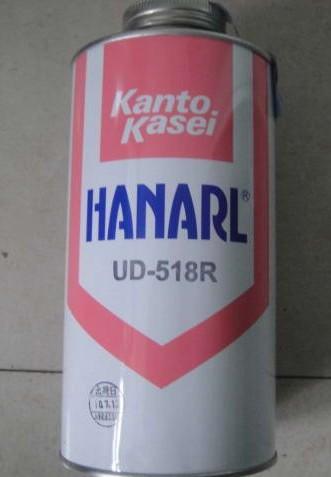 Kanto
Kasei
HANARL®
UD-518R